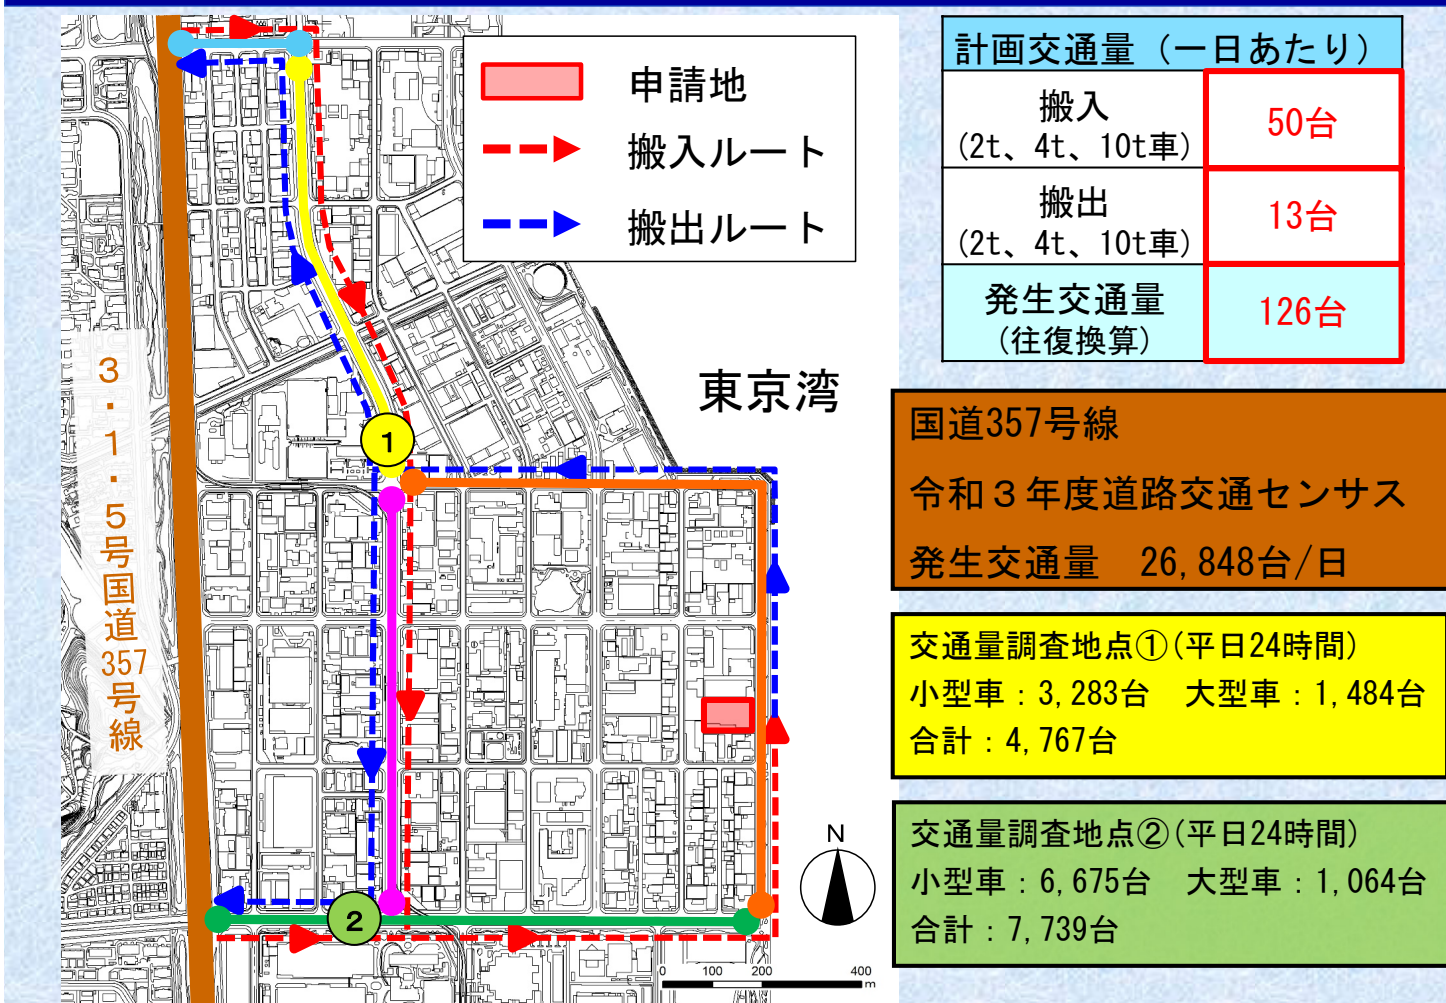 申請地
搬入ルート
搬出ルート
東京湾
3・1・5号国道357号線
①
②
N
0 100 200 400
m
計画交通量（一日あたり）
搬入
(2t、4t、10t車)
50台
搬出
(2t、4t、10t車)
13台
発生交通量
(往復換算)
126台
国道357号線
令和３年度道路交通センサス
発生交通量　26,848台/日
交通量調査地点①(平日24時間)
小型車：3,283台　大型車：1,484台
合計：4,767台
交通量調査地点②(平日24時間)
小型車：6,675台　大型車：1,064台
合計：7,739台